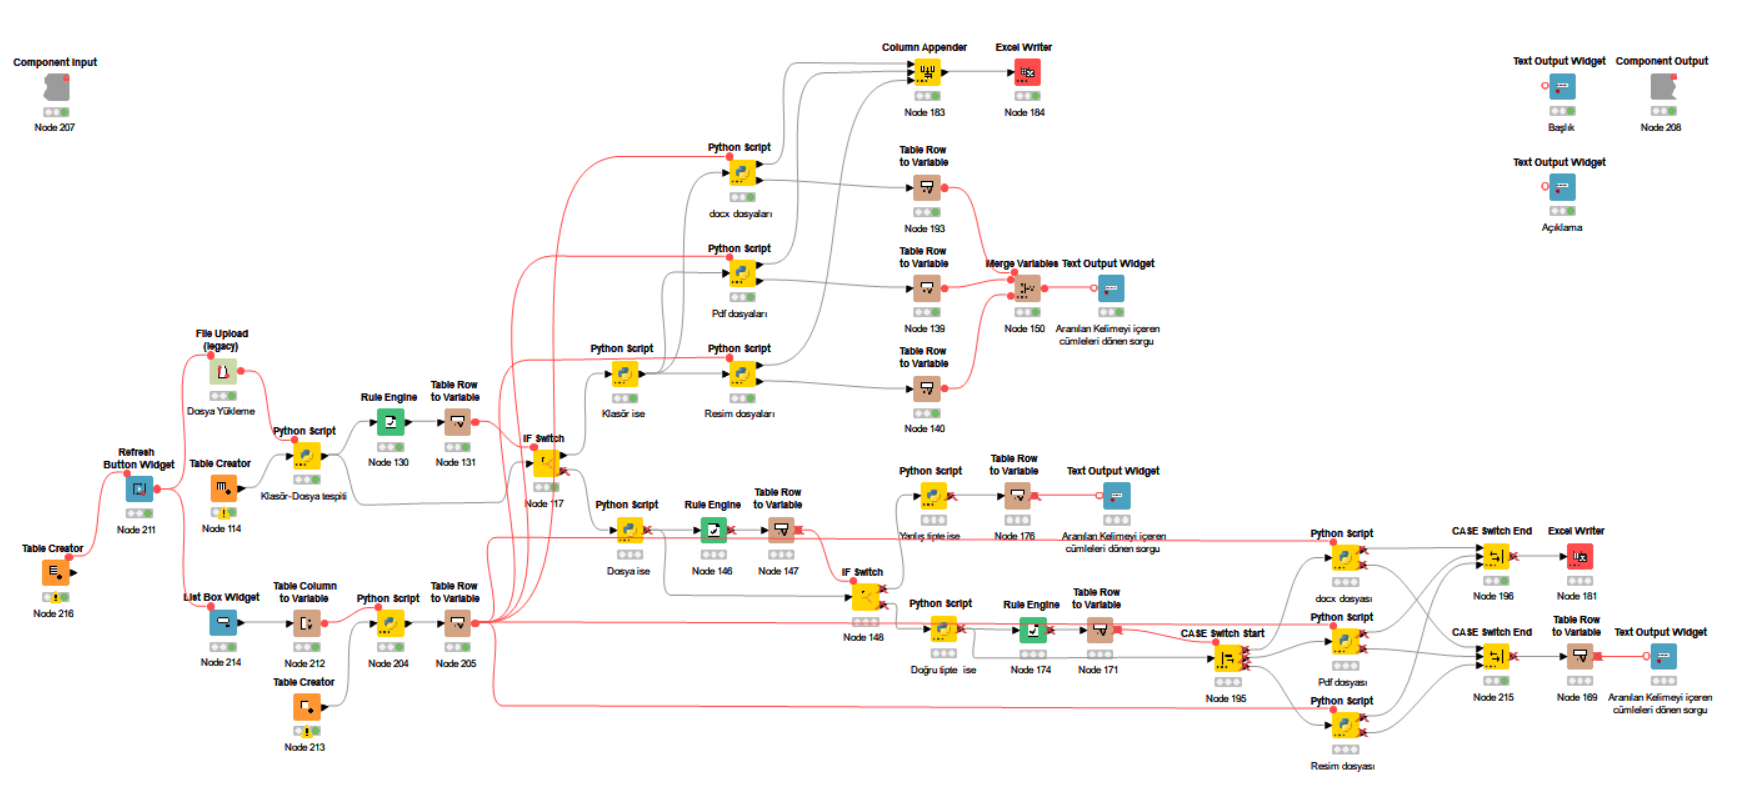 Column Appender
Node 183
Excel Writer
Node 184
Component Input
Node 207
Text Output Widget
Başlık
Component Output
Node 208
Text Output Widget
Açıklama
Python Script
docx dosyaları
Table Row
to Variable
Node 193
Python Script
Pdf dosyaları
Table Row
to Variable
Node 139
Merge Variables
Node 150
Text Output Widget
Aranılan Kelimeyi içeren
cümleleri dönen sorgu
Python Script
Klasör ise
Python Script
Resim dosyaları
Table Row
to Variable
Node 140
File Upload
(legacy)
Dosya Yükleme
Rule Engine
Node 130
Table Row
to Variable
Node 131
Python Script
Klasör-Dosya tespiti
IF Switch
Node 117
Refresh
Button Widget
Node 211
Table Creator
Node 114
Python Script
Dosya ise
Rule Engine
Node 146
Table Row
to Variable
Node 147
Python Script
Yanlış tipte ise
Table Row
to Variable
Node 176
Text Output Widget
Aranılan Kelimeyi içeren
cümleleri dönen sorgu
Table Creator
Node 216
List Box Widget
Node 214
Table Column
to Variable
Node 212
Python Script
Node 204
Table Row
to Variable
Node 205
Table Creator
Node 213
IF Switch
Node 148
Python Script
Doğru tipte ise
Rule Engine
Node 174
Table Row
to Variable
Node 171
CASE Switch Start
Node 195
Python Script
docx dosyası
Python Script
Pdf dosyası
Python Script
Resim dosyası
CASE Switch End
Node 196
Excel Writer
Node 181
CASE Switch End
Node 215
Table Row
to Variable
Node 169
Text Output Widget
Aranılan Kelimeyi içeren
cümleleri dönen sorgu